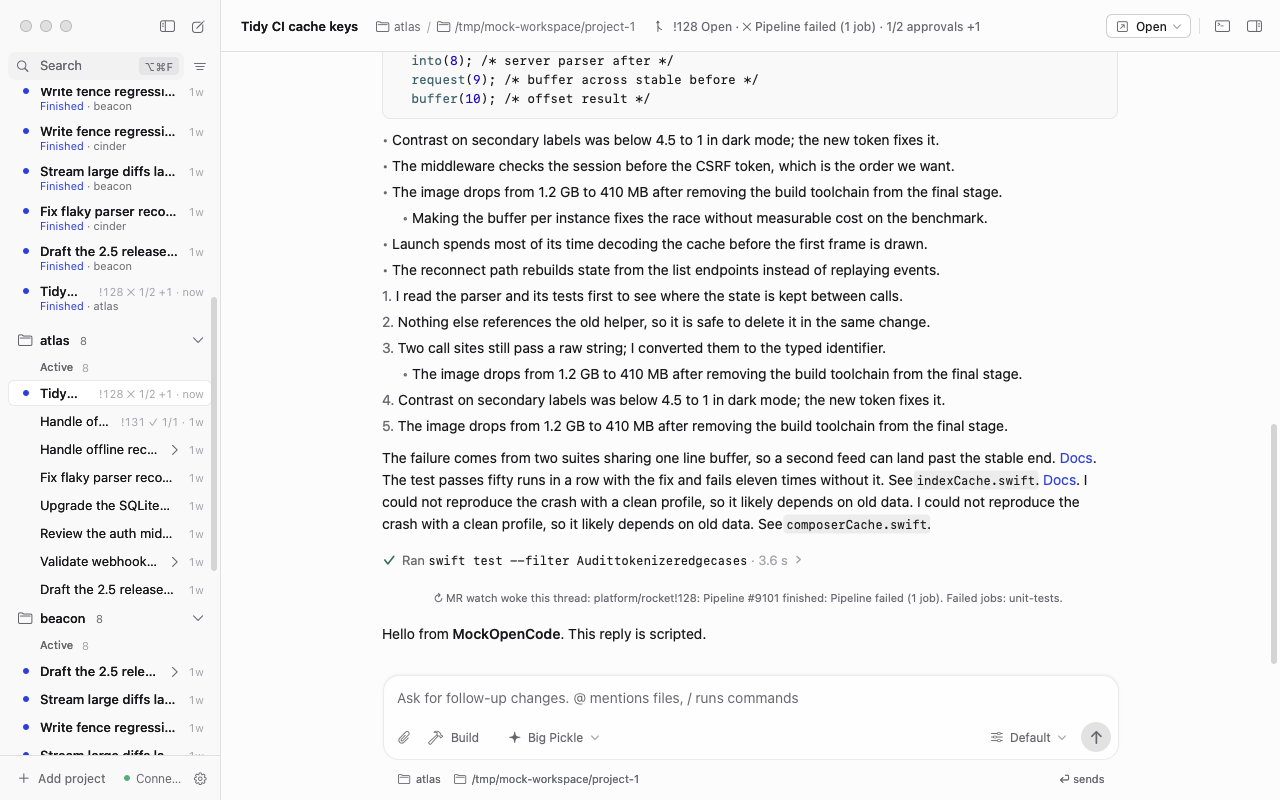 Tidy CI cache keys
atlas / /tmp/mock-workspace/project-1
!128 Open · × Pipeline failed (1 job) · 1/2 approvals +1
Open
Search ⌥⌘F
Write fence regressi... 1w
Finished · beacon
Write fence regressi... 1w
Finished · cinder
Stream large diffs la... 1w
Finished · beacon
Fix flaky parser reco... 1w
Finished · cinder
Draft the 2.5 release... 1w
Finished · beacon
Tidy... !128 × 1/2 +1 · now
Finished · atlas
atlas 8
Active 8
Tidy... !128 × 1/2 +1 · now
Handle of... !131 ✓ 1/1 · 1w
Handle offline rec... 1w
Fix flaky parser reco... 1w
Upgrade the SQLite... 1w
Review the auth mid... 1w
Validate webhook... 1w
Draft the 2.5 release... 1w
beacon 8
Active 8
Draft the 2.5 rele... 1w
Stream large diffs la... 1w
Write fence regressi... 1w
Stream large diffs la... 1w
Add project
Conne...
into(8); /* server parser after */
request(9); /* buffer across stable before */
buffer(10); /* offset result */
• Contrast on secondary labels was below 4.5 to 1 in dark mode; the new token fixes it.
• The middleware checks the session before the CSRF token, which is the order we want.
• The image drops from 1.2 GB to 410 MB after removing the build toolchain from the final stage.
• Making the buffer per instance fixes the race without measurable cost on the benchmark.
• Launch spends most of its time decoding the cache before the first frame is drawn.
• The reconnect path rebuilds state from the list endpoints instead of replaying events.
1. I read the parser and its tests first to see where the state is kept between calls.
2. Nothing else references the old helper, so it is safe to delete it in the same change.
3. Two call sites still pass a raw string; I converted them to the typed identifier.
• The image drops from 1.2 GB to 410 MB after removing the build toolchain from the final stage.
4. Contrast on secondary labels was below 4.5 to 1 in dark mode; the new token fixes it.
5. The image drops from 1.2 GB to 410 MB after removing the build toolchain from the final stage.
The failure comes from two suites sharing one line buffer, so a second feed can land past the stable end. Docs.
The test passes fifty runs in a row with the fix and fails eleven times without it. See indexCache.swift. Docs. I
could not reproduce the crash with a clean profile, so it likely depends on old data. I could not reproduce the
crash with a clean profile, so it likely depends on old data. See composerCache.swift.
✓ Ran swift test --filter Audittokenizeredgecases · 3.6 s
↻ MR watch woke this thread: platform/rocket!128: Pipeline #9101 finished: Pipeline failed (1 job). Failed jobs: unit-tests.
Hello from MockOpenCode. This reply is scripted.
Ask for follow-up changes. @ mentions files, / runs commands
Build
Big Pickle
Default
atlas
/tmp/mock-workspace/project-1
⏎ sends